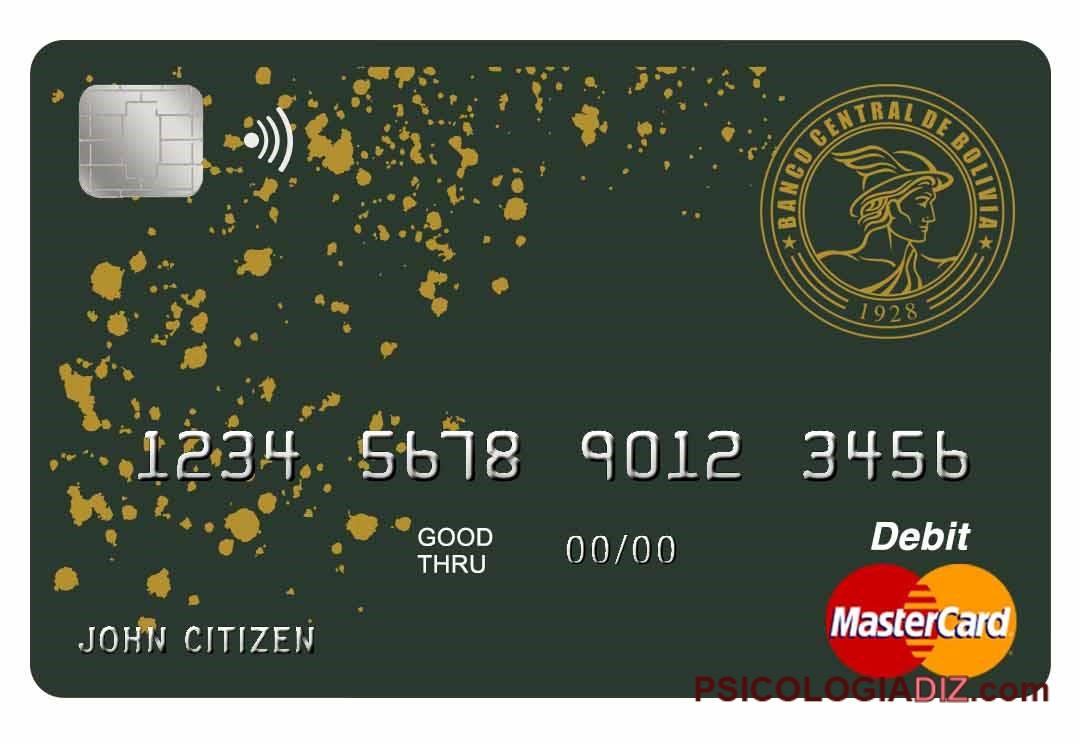 BANCO CENTRAL DE BOLIVIA
1928
1234 5678 9012 3456
GOOD
THRU
00/00
Debit
MasterCard
JOHN CITIZEN
PSICOLOGIADIZ.com